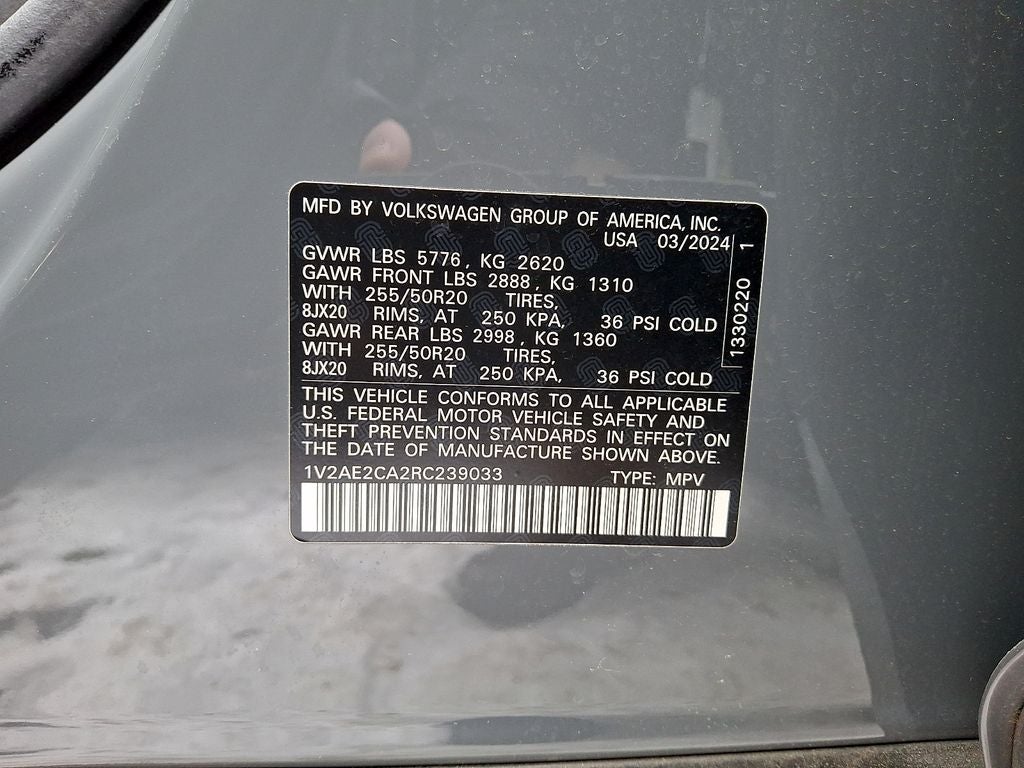 MFD BY VOLKSWAGEN GROUP OF AMERICA, INC.
USA 03/2024
GVWR LBS 5776, KG 2620
GAWR FRONT LBS 2888, KG 1310
WITH 255/50R20 TIRES,
8JX20 RIMS, AT 250 KPA, 36 PSI COLD
GAWR REAR LBS 2998, KG 1360
WITH 255/50R20 TIRES,
8JX20 RIMS, AT 250 KPA, 36 PSI COLD
1330220 1
THIS VEHICLE CONFORMS TO ALL APPLICABLE
U.S. FEDERAL MOTOR VEHICLE SAFETY AND
THEFT PREVENTION STANDARDS IN EFFECT ON
THE DATE OF MANUFACTURE SHOWN ABOVE.
1V2AE2CA2RC239033 TYPE: MPV